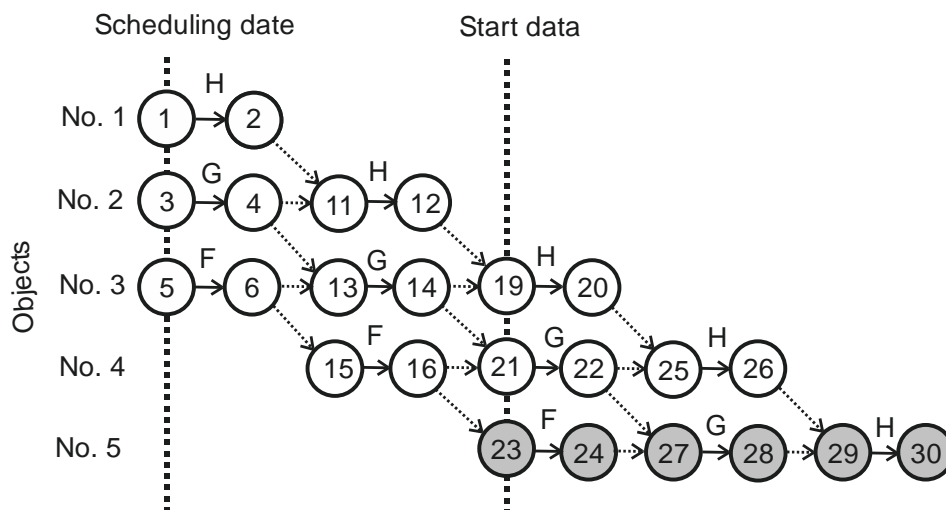 Scheduling date Start data
H
No. 1 1 2
G H
No. 2 3 4 11 12
F G H
No. 3 5 6 13 14 19 20
F G H
No. 4 15 16 21 22 25 26
F G H
No. 5 23 24 27 28 29 30
Objects